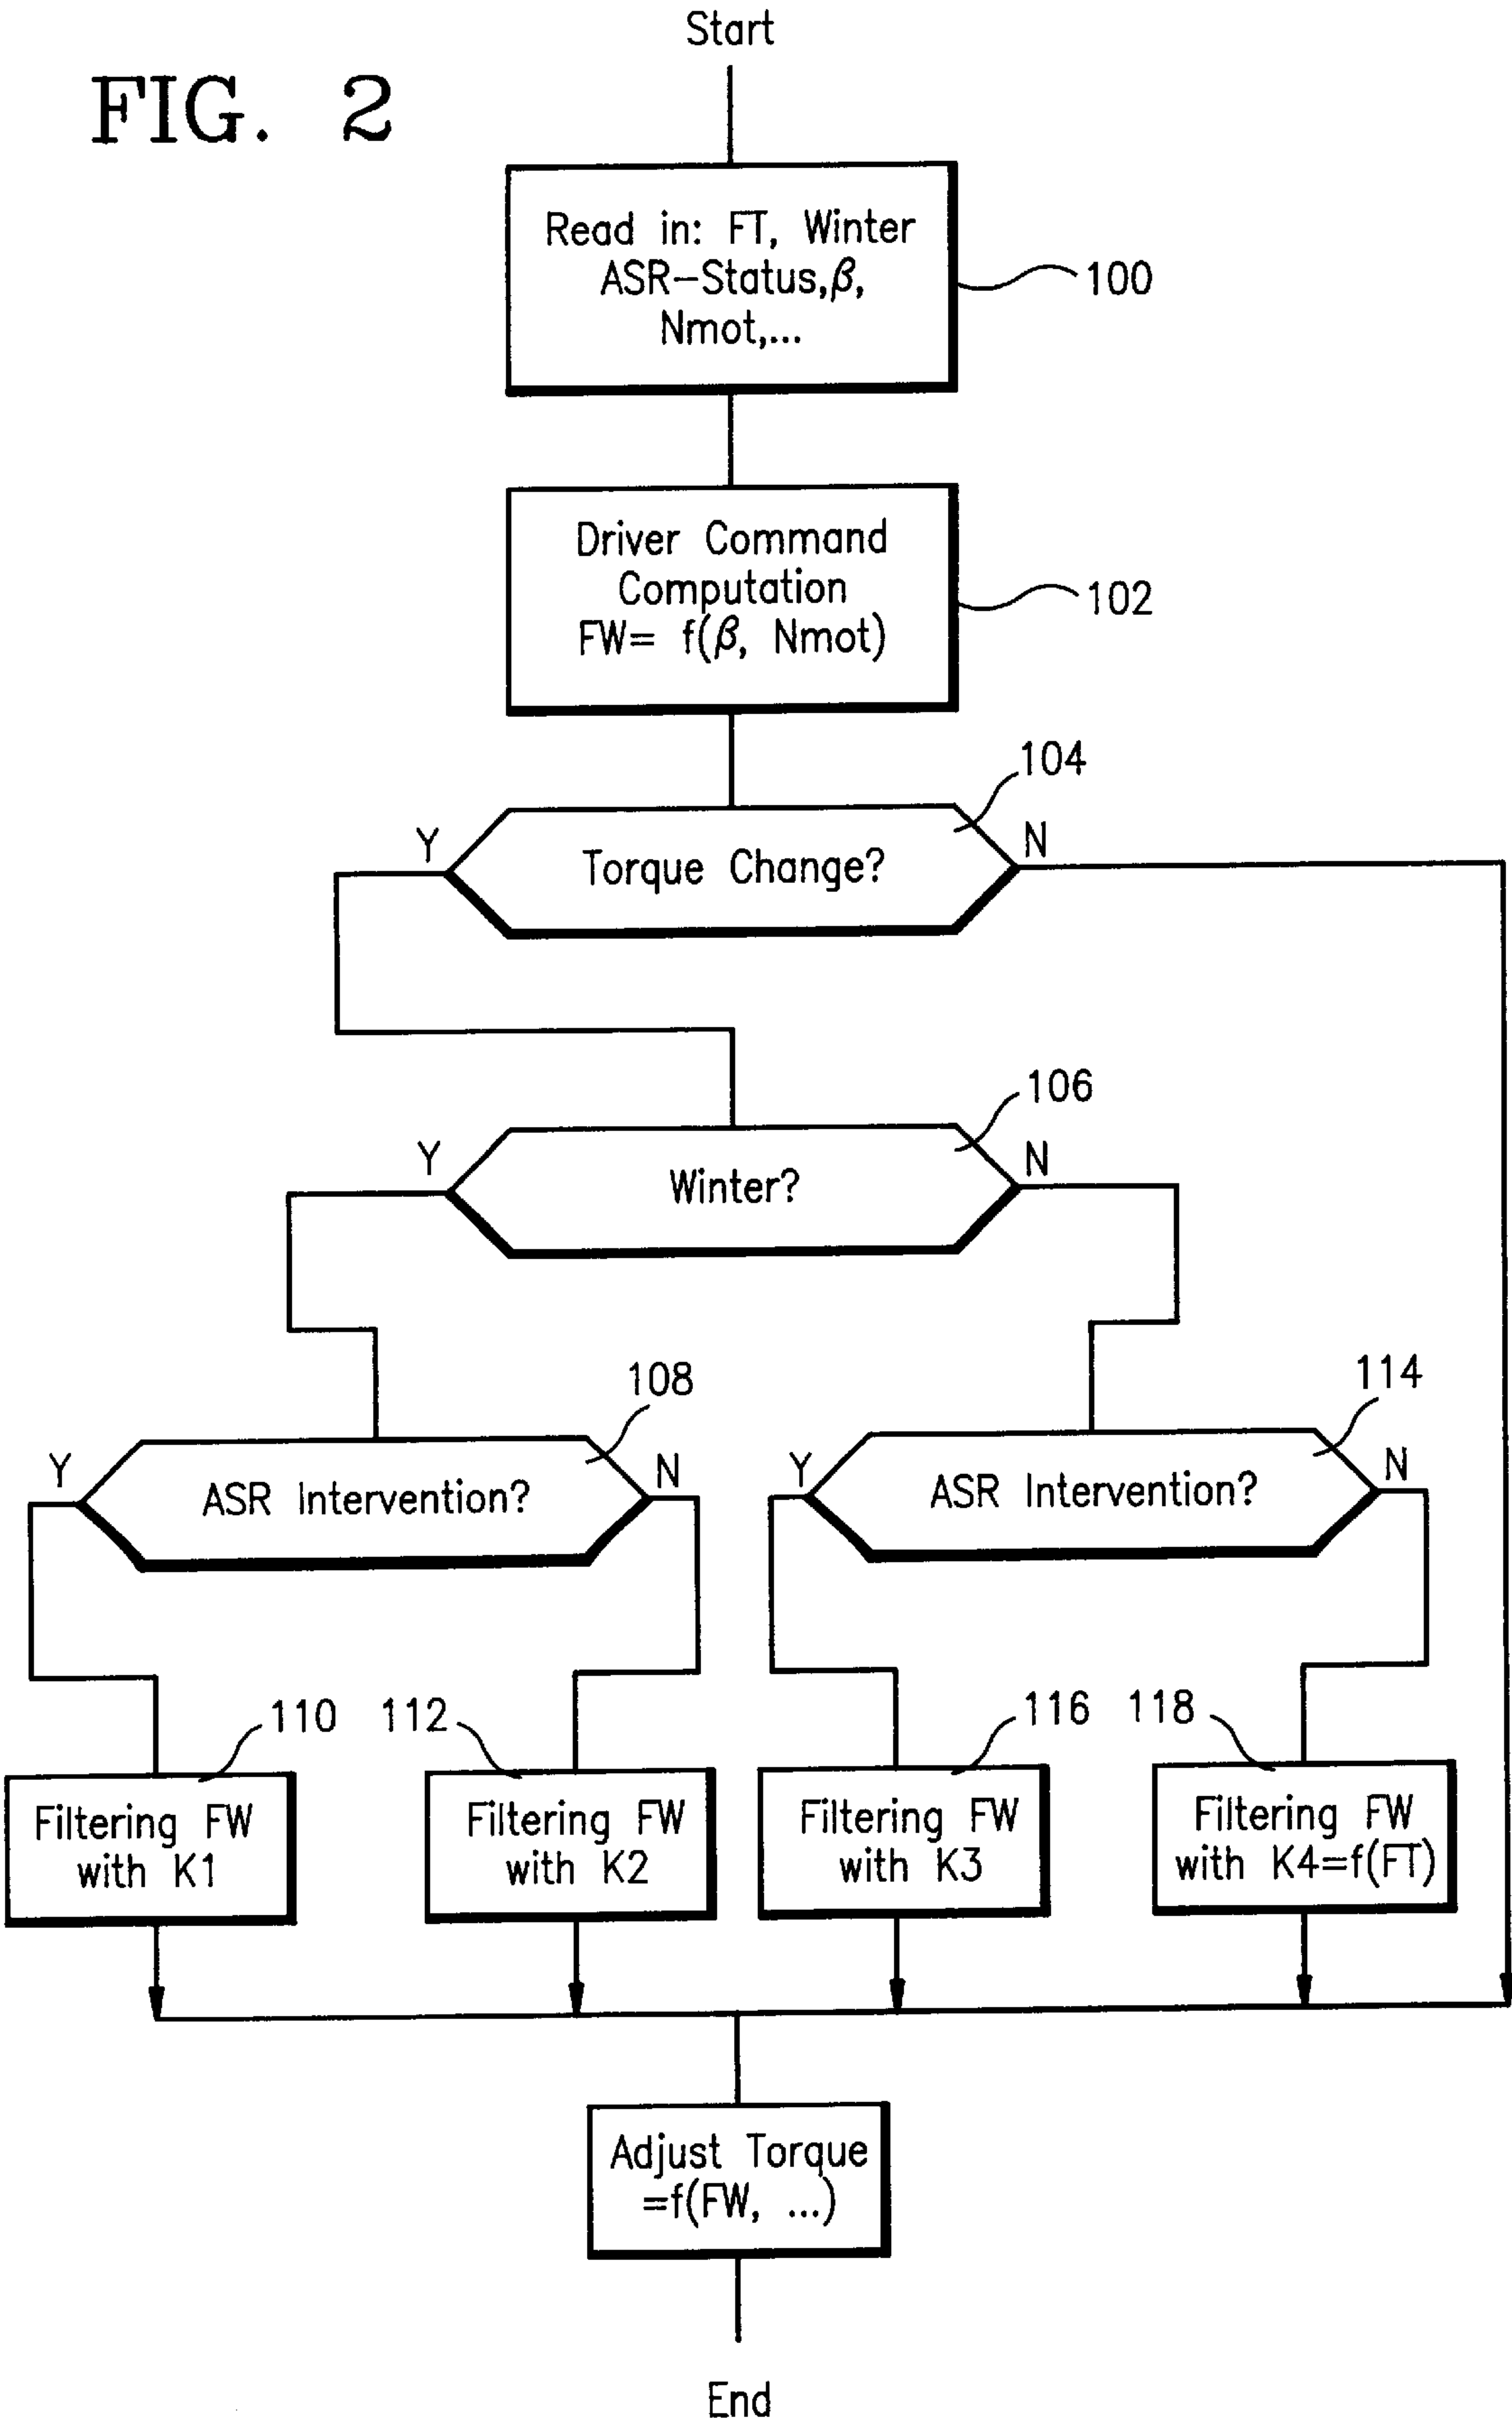 Start
FIG. 2
Read in: FT, Winter
ASR-Status,β,
Nmot,...
100
Driver Command
Computation
FW= f(β, Nmot)
102
104
Y
N
Torque Change?
106
Y
N
Winter?
108
114
Y
N
ASR Intervention?
Y
N
ASR Intervention?
110
112
116
118
Filtering FW
with K1
Filtering FW
with K2
Filtering FW
with K3
Filtering FW
with K4=f(FT)
Adjust Torque
=f(FW, ...)
End